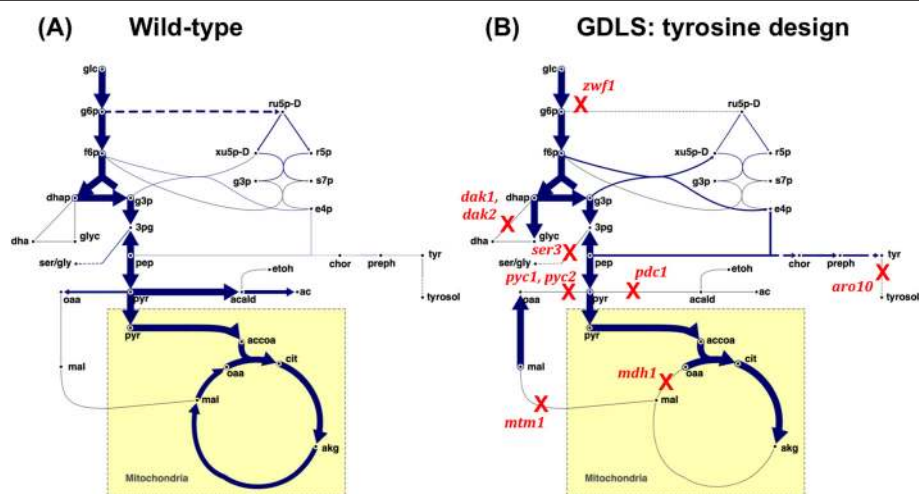 (A) Wild-type
glc
g6p
ru5p-D
f6p
xu5p-D
r5p
g3p
s7p
dhap
g3p
e4p
3pg
dha
glyc
ser/gly
pep
chor
preph
tyr
etoh
oaa
pyr
acald
ac
tyrosol
pyr
accoa
cit
oaa
mal
mal
akg
Mitochondria
(B) GDLS: tyrosine design
glc
zwf1
g6p
ru5p-D
f6p
xu5p-D
r5p
g3p
s7p
dak1,
dak2
dhap
g3p
e4p
3pg
dha
glyc
ser3
ser/gly
pep
chor
preph
tyr
pyc1, pyc2
pdc1
etoh
aro10
oaa
pyr
acald
ac
tyrosol
pyr
accoa
cit
oaa
mdh1
mal
mal
mtm1
akg
Mitochondria